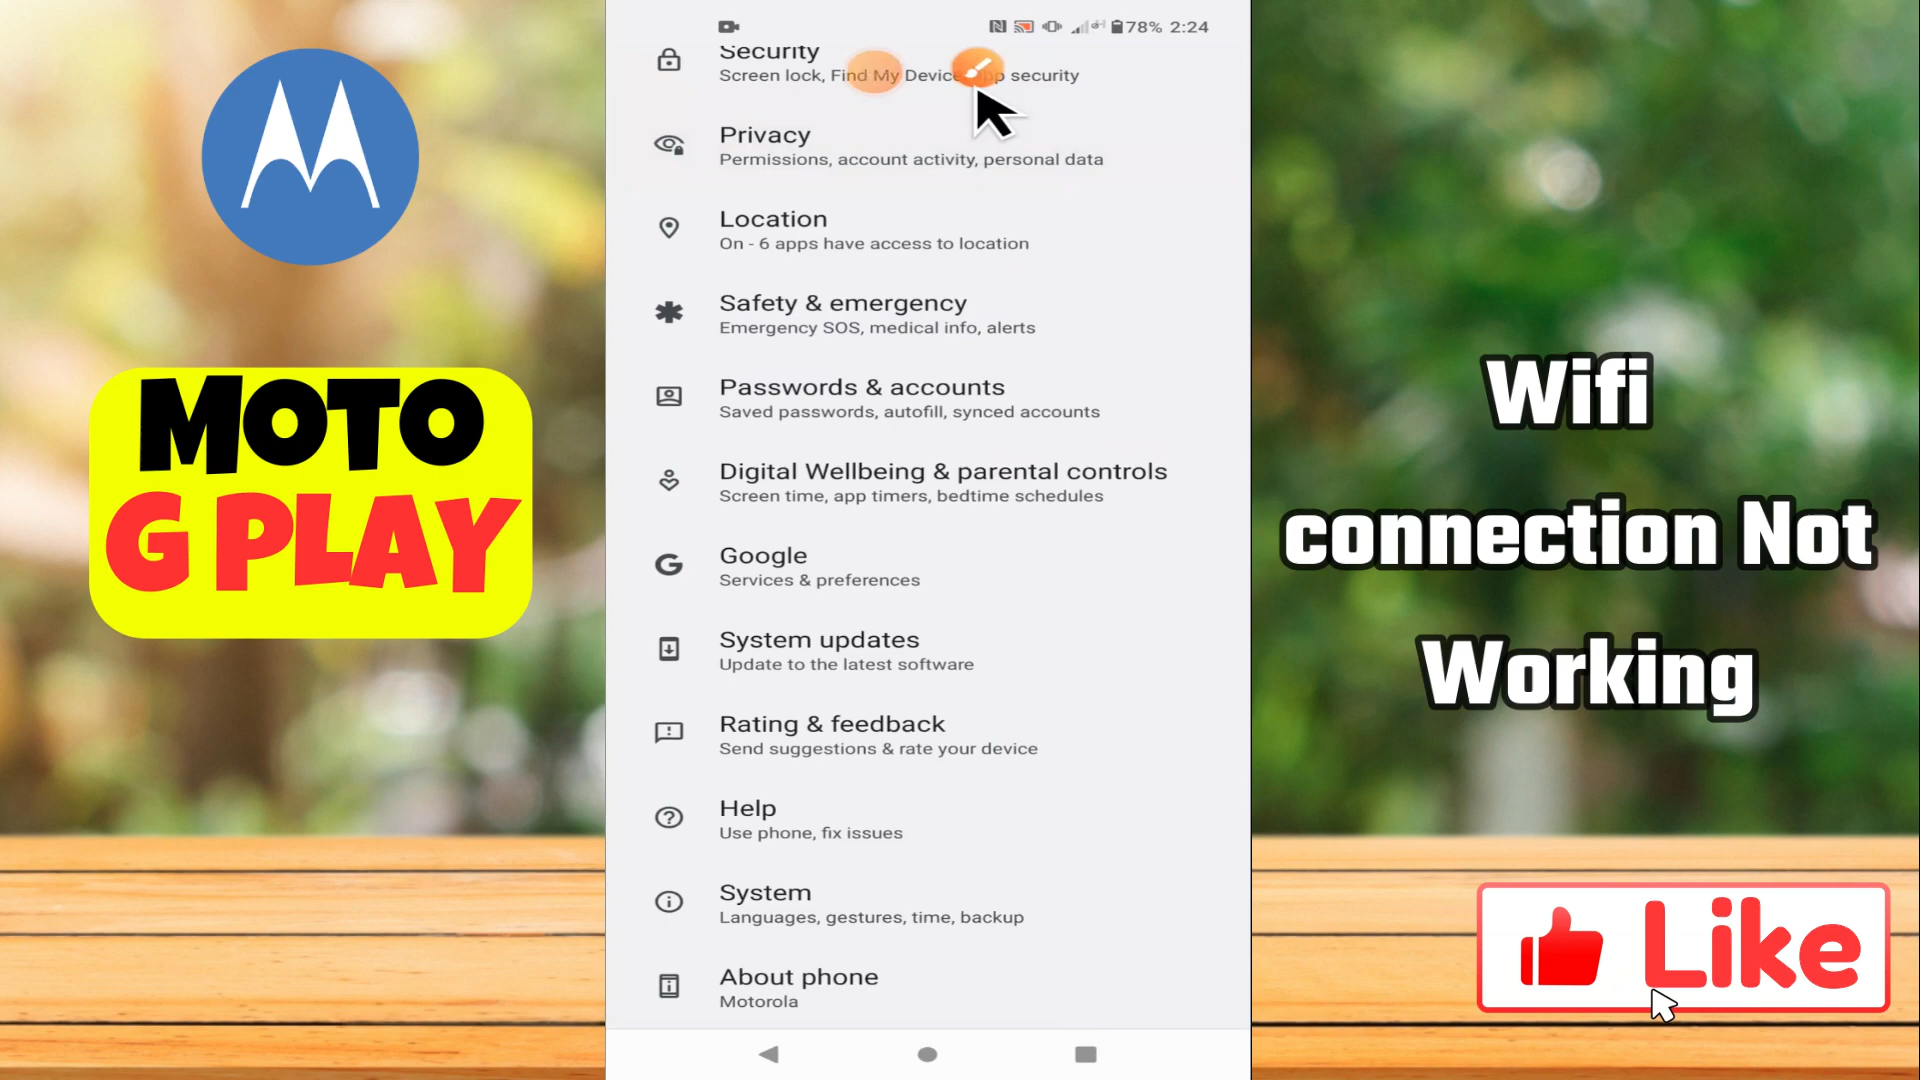 MOTO
G PLAY
78% 2:24
Security
Screen lock, Find My Device, app security
Privacy
Permissions, account activity, personal data
Location
On - 6 apps have access to location
Safety & emergency
Emergency SOS, medical info, alerts
Passwords & accounts
Saved passwords, autofill, synced accounts
Digital Wellbeing & parental controls
Screen time, app timers, bedtime schedules
Google
Services & preferences
System updates
Update to the latest software
Rating & feedback
Send suggestions & rate your device
Help
Use phone, fix issues
System
Languages, gestures, time, backup
About phone
Motorola
Wifi
connection Not
Working
Like